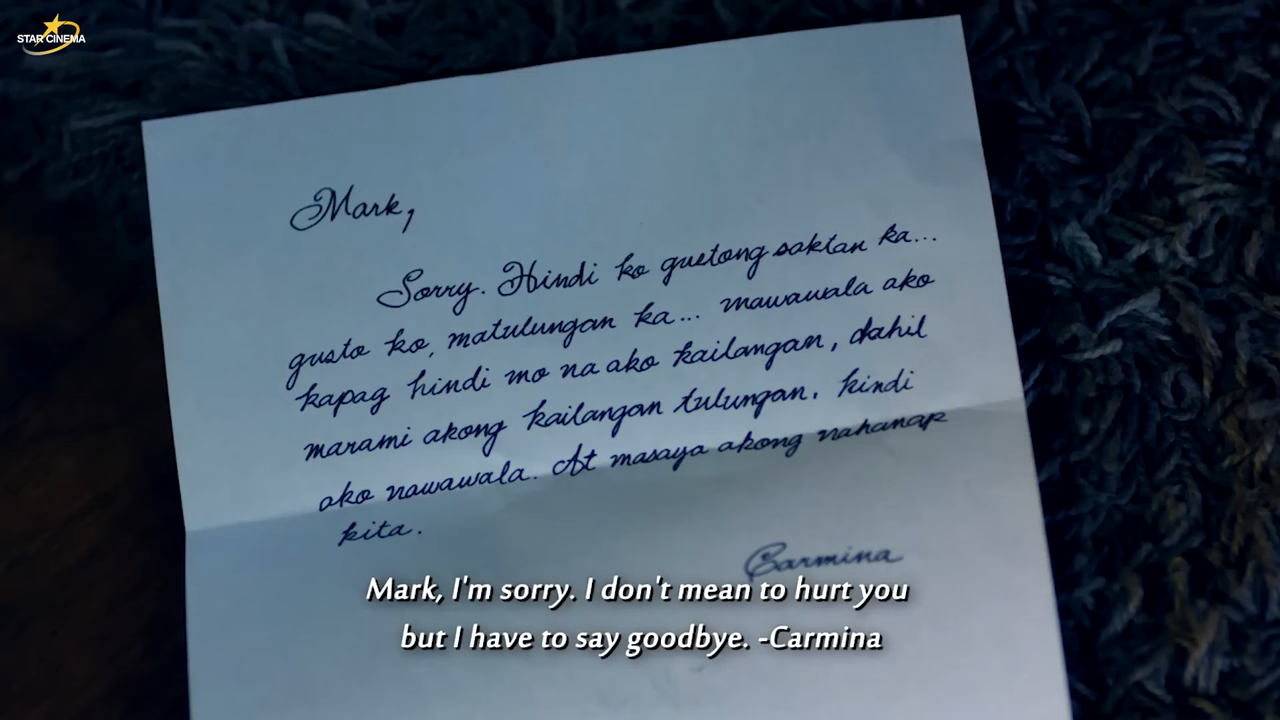 STAR CINEMA
Mark,
Sorry. Hindi ko gustong saktan ka...
gusto ko, matulungan ka... mawawala ako
kapag hindi mo na ako kailangan, dahil
marami akong kailangan tulungan. hindi
ako nawawala. At masaya akong nahanap
kita.
Carmina
Mark, I'm sorry. I don't mean to hurt you
but I have to say goodbye. -Carmina